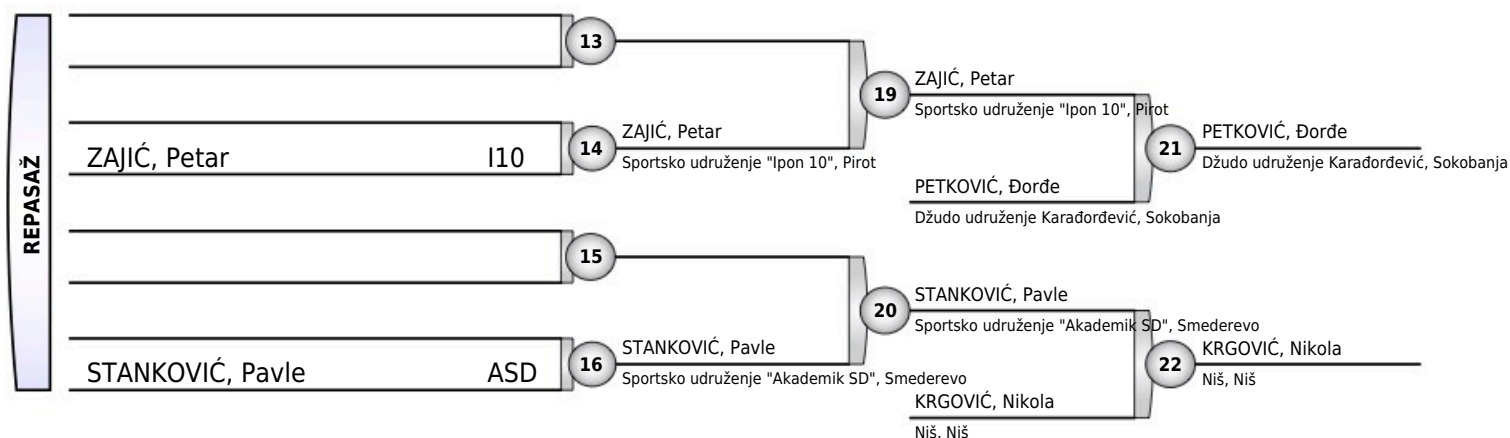 REPASAŽ
13
ZAJIĆ, Petar I10
14
ZAJIĆ, Petar
Sportsko udruženje "Ipon 10", Pirot
15
STANKOVIĆ, Pavle ASD
16
STANKOVIĆ, Pavle
Sportsko udruženje "Akademik SD", Smederevo
19
ZAJIĆ, Petar
Sportsko udruženje "Ipon 10", Pirot
PETKOVIĆ, Đorđe
Džudo udruženje Karađorđević, Sokobanja
20
STANKOVIĆ, Pavle
Sportsko udruženje "Akademik SD", Smederevo
KRGOVIĆ, Nikola
Niš, Niš
21
PETKOVIĆ, Đorđe
Džudo udruženje Karađorđević, Sokobanja
22
KRGOVIĆ, Nikola
Niš, Niš